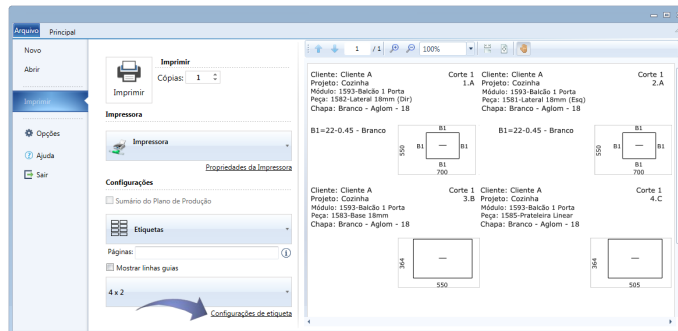 Arquivo Principal
Novo
Abrir
Imprimir
Opções
Ajuda
Sair
Imprimir
Cópias: 1
Imprimir
Impressora
Impressora
Propriedades da Impressora
Configurações
Sumário do Plano de Produção
Etiquetas
Páginas:
Mostrar linhas guias
4 x 2
Configurações de etiqueta
1 / 1 100%
Cliente: Cliente A Corte 1
Projeto: Cozinha 1.A
Módulo: 1593-Balcão 1 Porta
Peça: 1582-Lateral 18mm (Dir)
Chapa: Branco - Aglom - 18
B1=22-0.45 - Branco
B1
550 B1 B1
B1
700
Cliente: Cliente A Corte 1
Projeto: Cozinha 2.A
Módulo: 1593-Balcão 1 Porta
Peça: 1581-Lateral 18mm (Esq)
Chapa: Branco - Aglom - 18
B1=22-0.45 - Branco
B1
550 B1 B1
B1
700
Cliente: Cliente A Corte 1
Projeto: Cozinha 3.B
Módulo: 1593-Balcão 1 Porta
Peça: 1583-Base 18mm
Chapa: Branco - Aglom - 18
364
550
Cliente: Cliente A Corte 1
Projeto: Cozinha 4.C
Módulo: 1593-Balcão 1 Porta
Peça: 1585-Prateleira Linear
Chapa: Branco - Aglom - 18
364
505